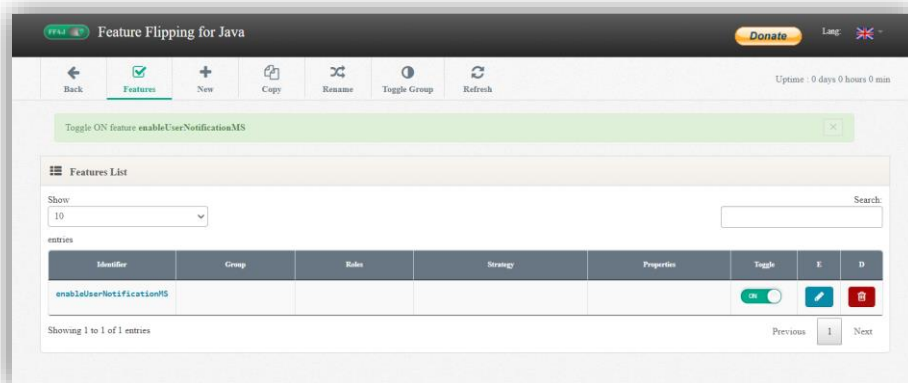 FF4J Feature Flipping for Java Donate Lang:
Back Features New Copy Rename Toggle Group Refresh Uptime : 0 days 0 hours 0 min
Toggle ON feature enableUserNotificationMS ×
Features List
Show Search:
10
entries
Identifier Group Roles Strategy Properties Toggle E D
enableUserNotificationMS ON
Showing 1 to 1 of 1 entries Previous 1 Next